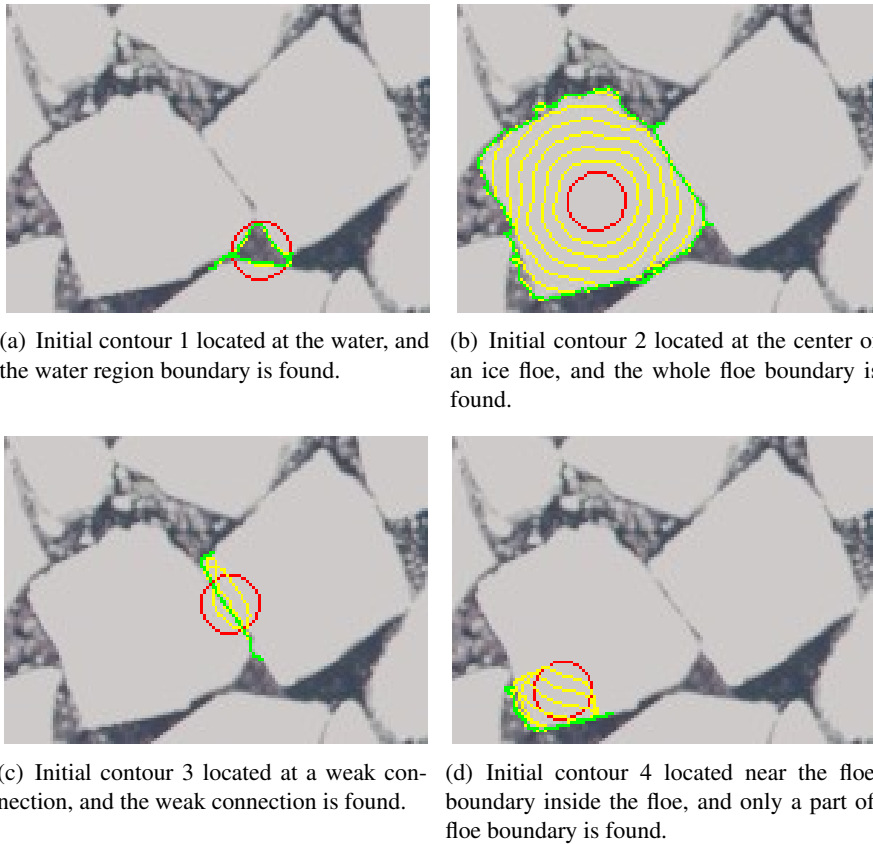 (a) Initial contour 1 located at the water, and
the water region boundary is found.
(b) Initial contour 2 located at the center of
an ice floe, and the whole floe boundary is
found.
(c) Initial contour 3 located at a weak con-
nection, and the weak connection is found.
(d) Initial contour 4 located near the floe
boundary inside the floe, and only a part of
floe boundary is found.